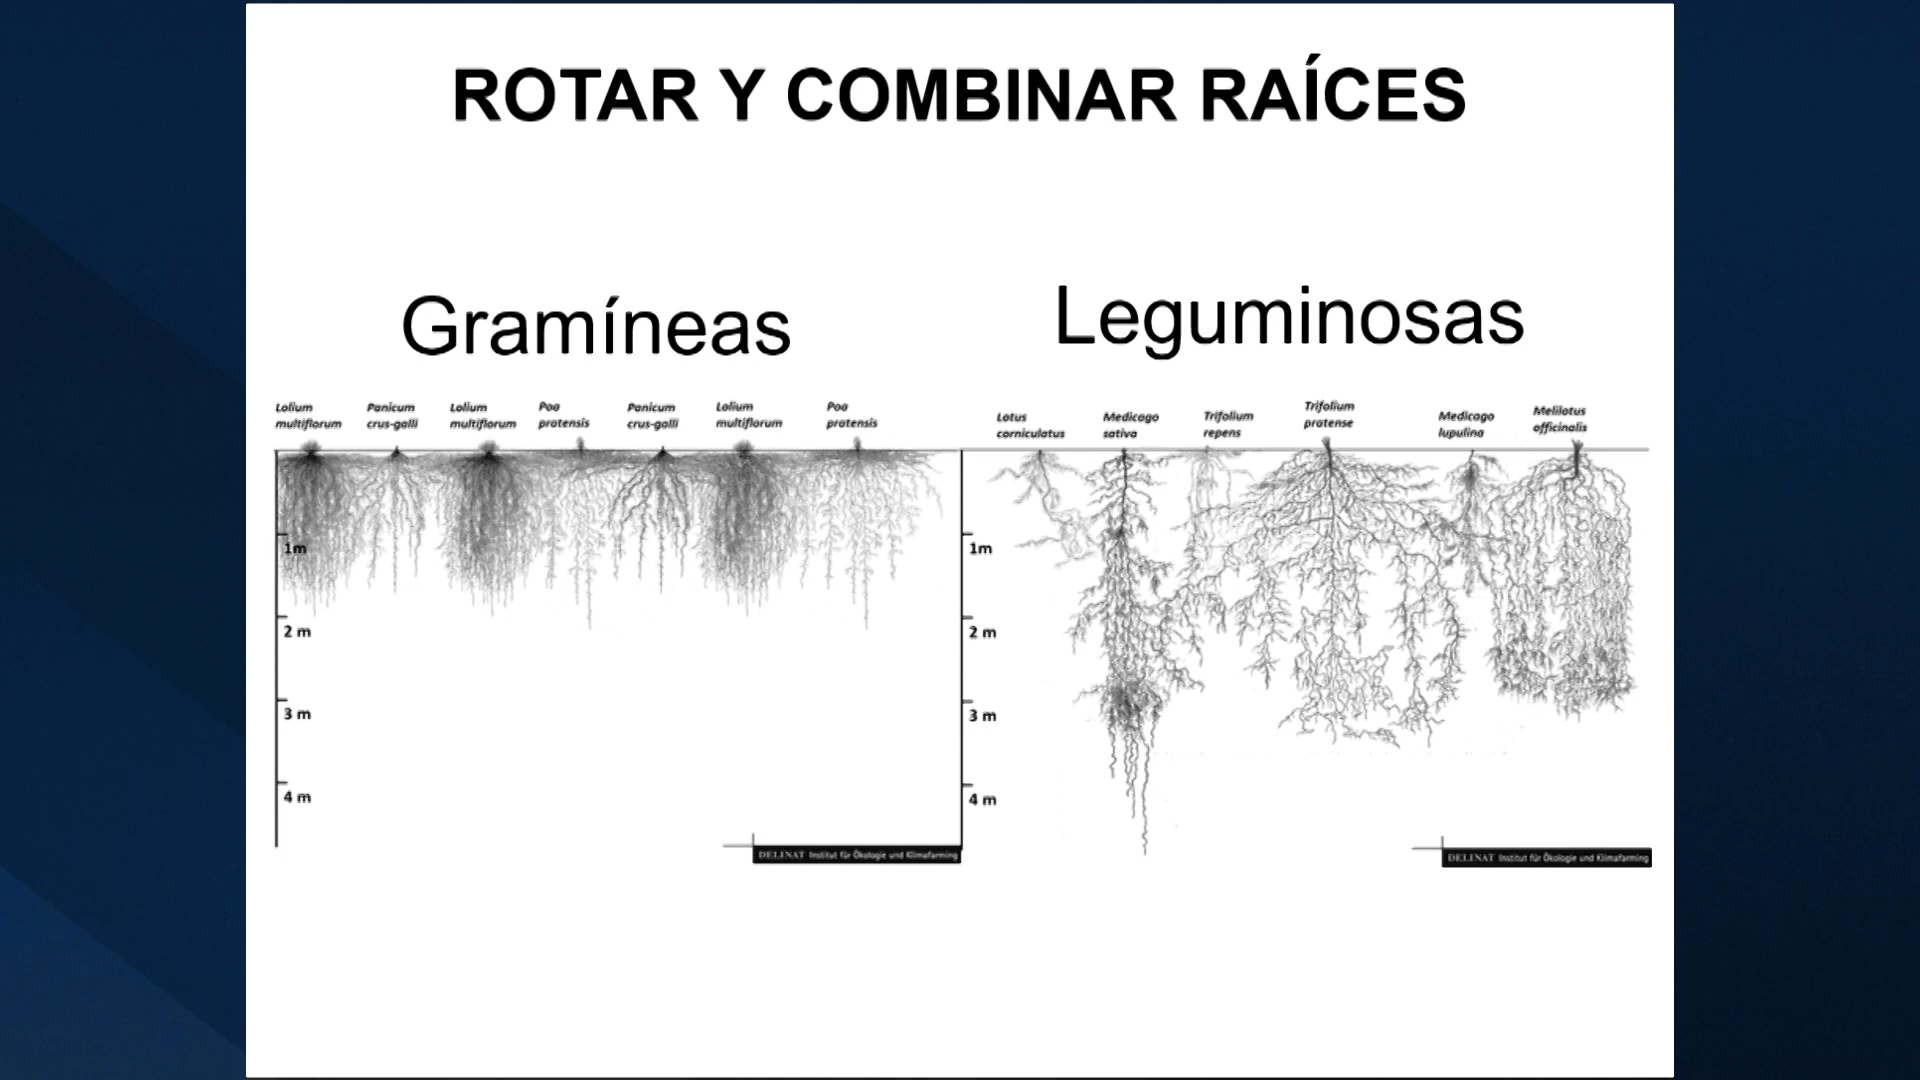 ROTAR Y COMBINAR RAÍCES
Gramíneas
Lolium
multiflorum
Panicum
crus-galli
Lolium
multiflorum
Poa
pratensis
Panicum
crus-galli
Lolium
multiflorum
Poa
pratensis
1m
2 m
3 m
4 m
DELINAT Institut für Ökologie und Klimafarming
Leguminosas
Lotus
corniculatus
Medicago
sativa
Trifolium
repens
Trifolium
pratense
Medicago
lupulina
Melilotus
officinalis
1m
2 m
3 m
4 m
DELINAT Institut für Ökologie und Klimafarming